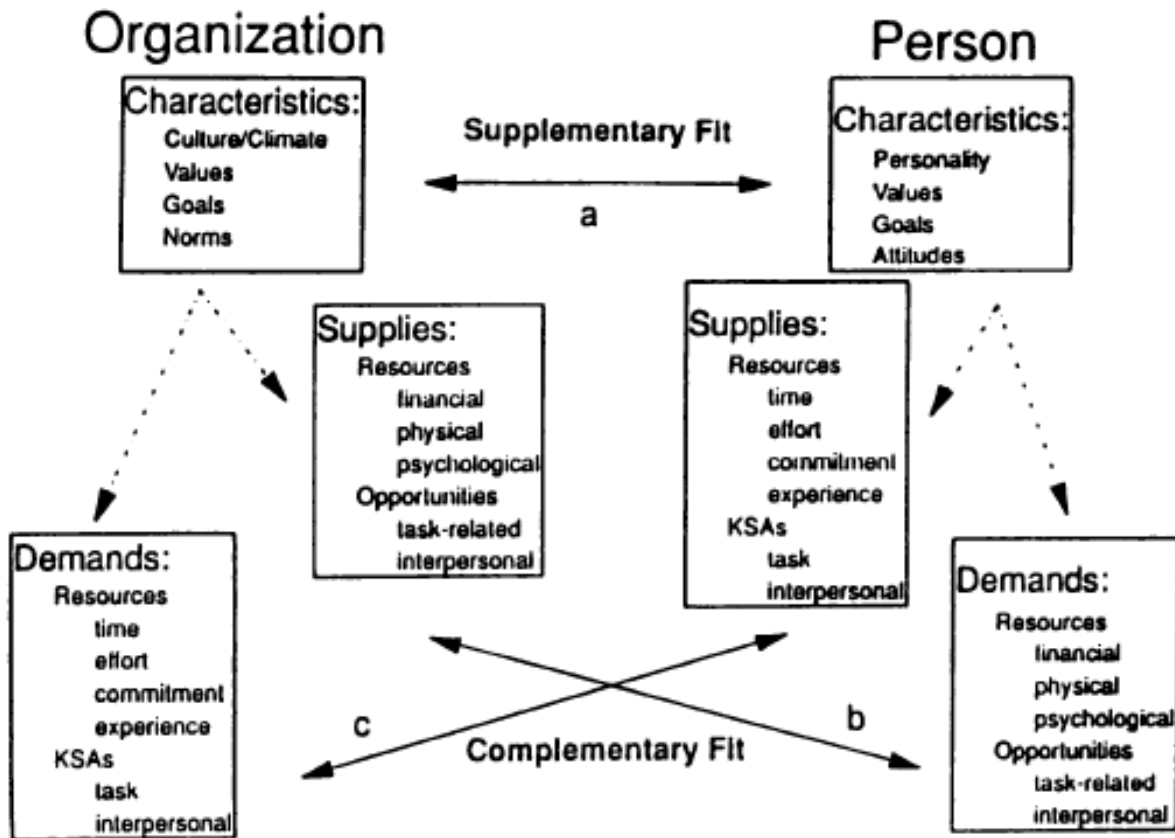 Organization
Person
Characteristics:
Culture/Climate
Values
Goals
Norms
Supplementary Fit
a
Characteristics:
Personality
Values
Goals
Attitudes
Supplies:
Resources
financial
physical
psychological
Opportunities
task-related
interpersonal
Supplies:
Resources
time
effort
commitment
experience
KSAs
task
interpersonal
Demands:
Resources
time
effort
commitment
experience
KSAs
task
interpersonal
c
b
Complementary Fit
Demands:
Resources
financial
physical
psychological
Opportunities
task-related
interpersonal